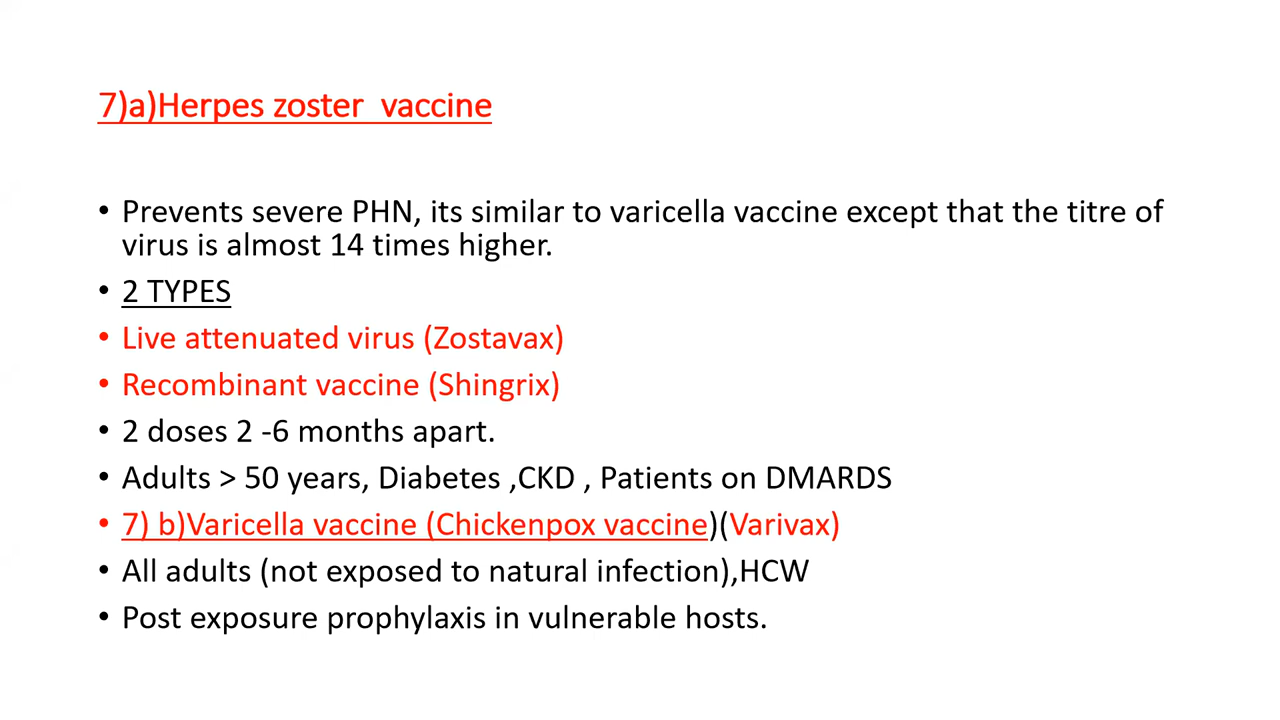 7)a)Herpes zoster  vaccine
• Prevents severe PHN, its similar to varicella vaccine except that the titre of
virus is almost 14 times higher.
• 2 TYPES
• Live attenuated virus (Zostavax)
• Recombinant vaccine (Shingrix)
• 2 doses 2 -6 months apart.
• Adults > 50 years, Diabetes ,CKD , Patients on DMARDS
• 7) b)Varicella vaccine (Chickenpox vaccine)(Varivax)
• All adults (not exposed to natural infection),HCW
• Post exposure prophylaxis in vulnerable hosts.